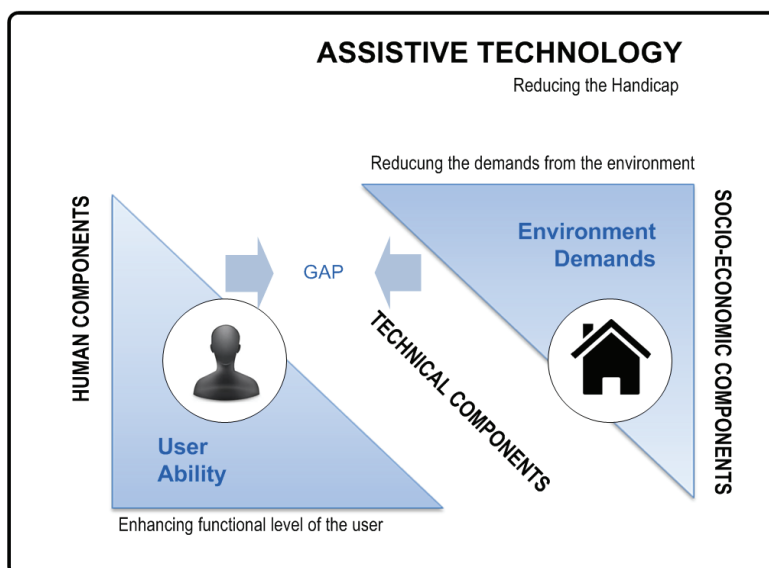 ASSISTIVE TECHNOLOGY
Reducing the Handicap
Reducung the demands from the environment
HUMAN COMPONENTS
GAP
Environment
Demands
SOCIO-ECONOMIC COMPONENTS
TECHNICAL COMPONENTS
User
Ability
Enhancing functional level of the user